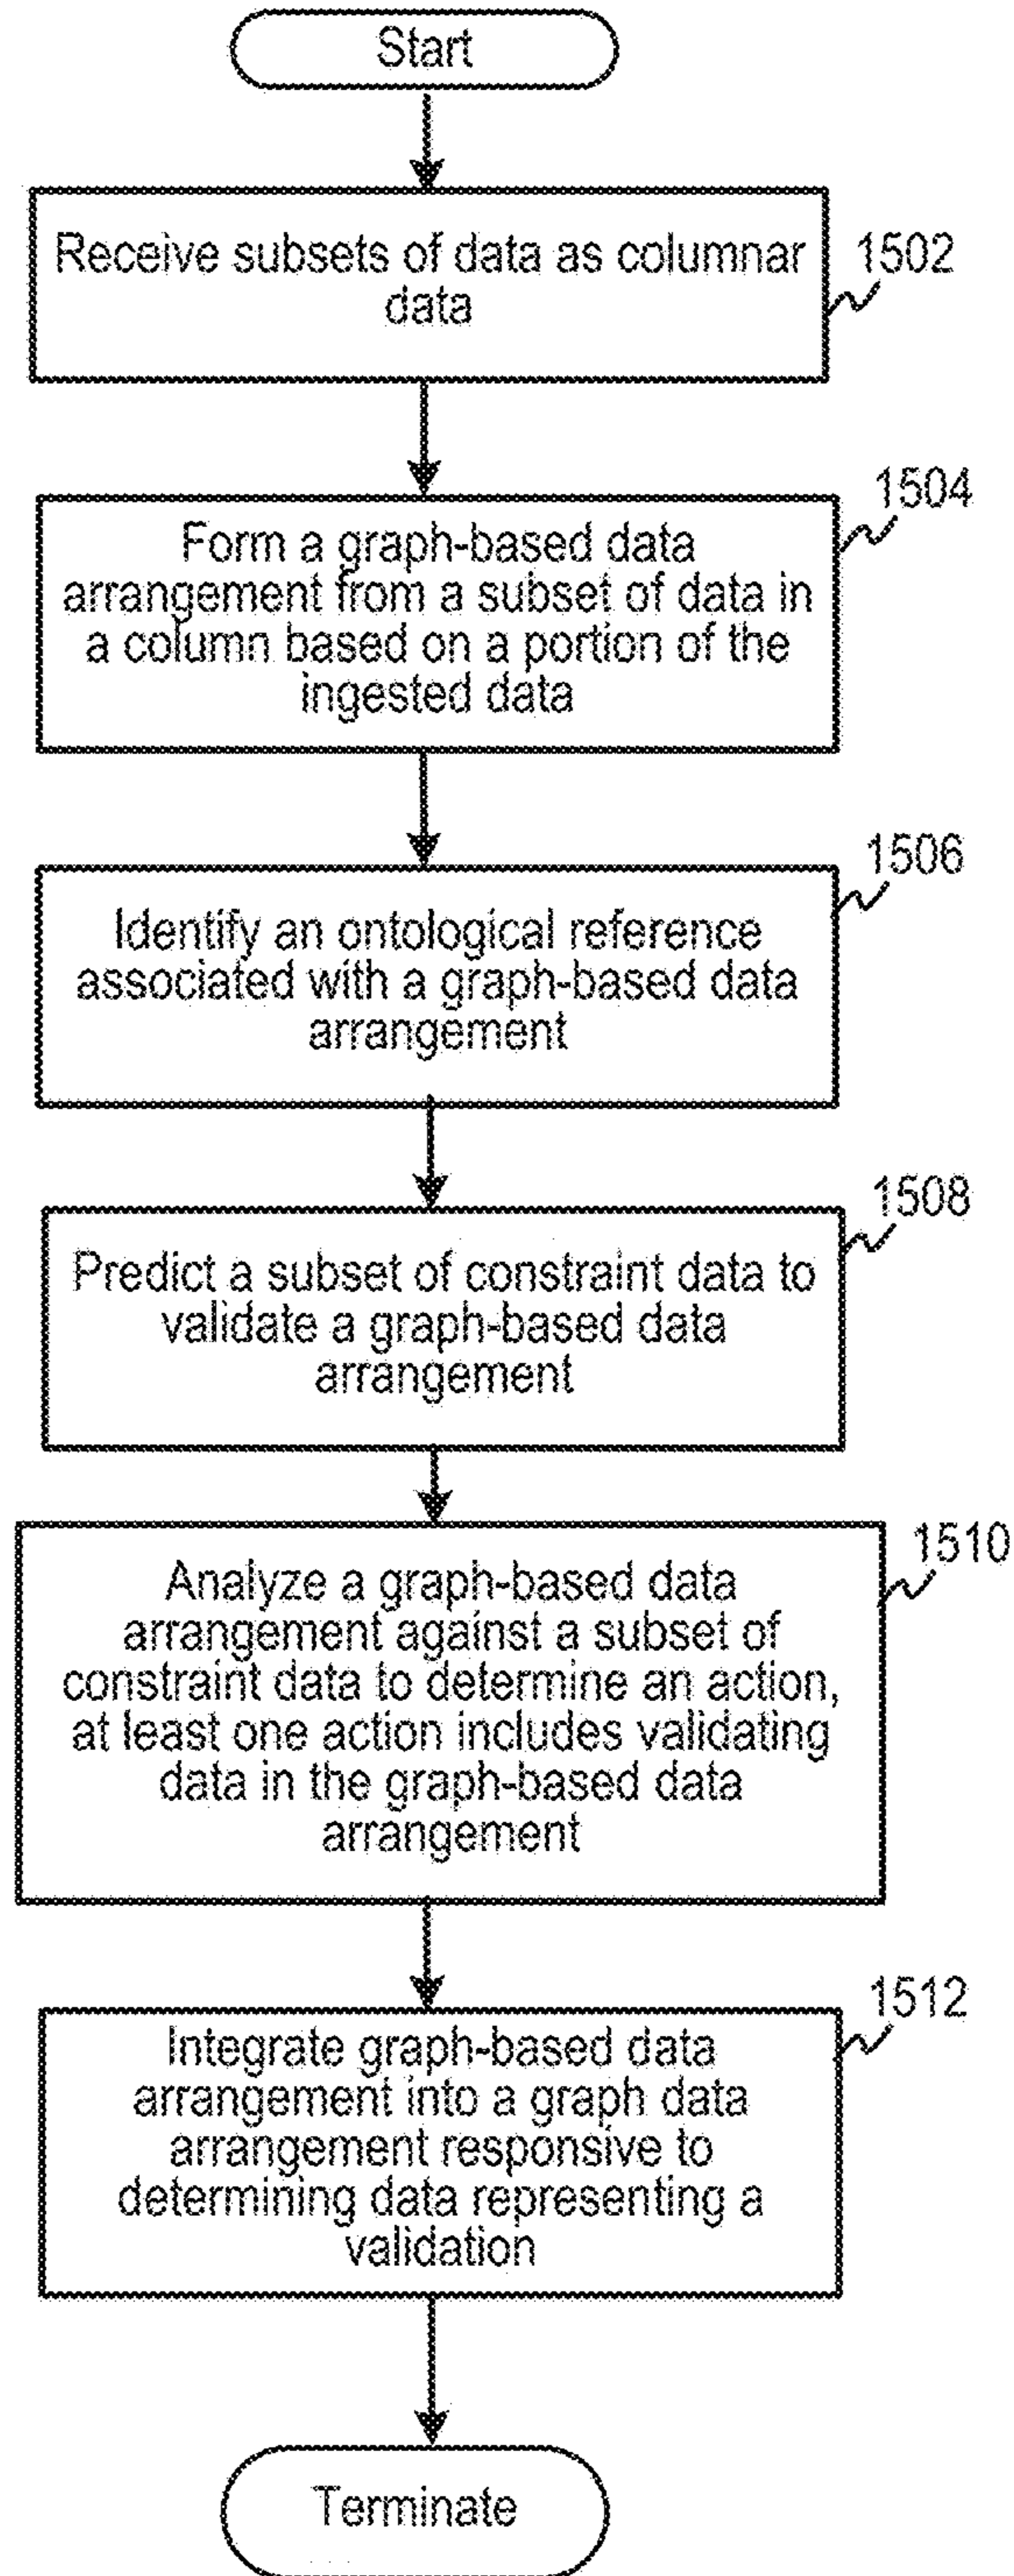 Start
Receive subsets of data as columnar
data
1502
1504
Form a graph-based data
arrangement from a subset of data in
a column based on a portion of the
ingested data
1506
Identify an ontological reference
associated with a graph-based data
arrangement
1508
Predict a subset of constraint data to
validate a graph-based data
arrangement
1510
Analyze a graph-based data
arrangement against a subset of
constraint data to determine an action,
at least one action includes validating
data in the graph-based data
arrangement
1512
Integrate graph-based data
arrangement into a graph data
arrangement responsive to
determining data representing a
validation
Terminate